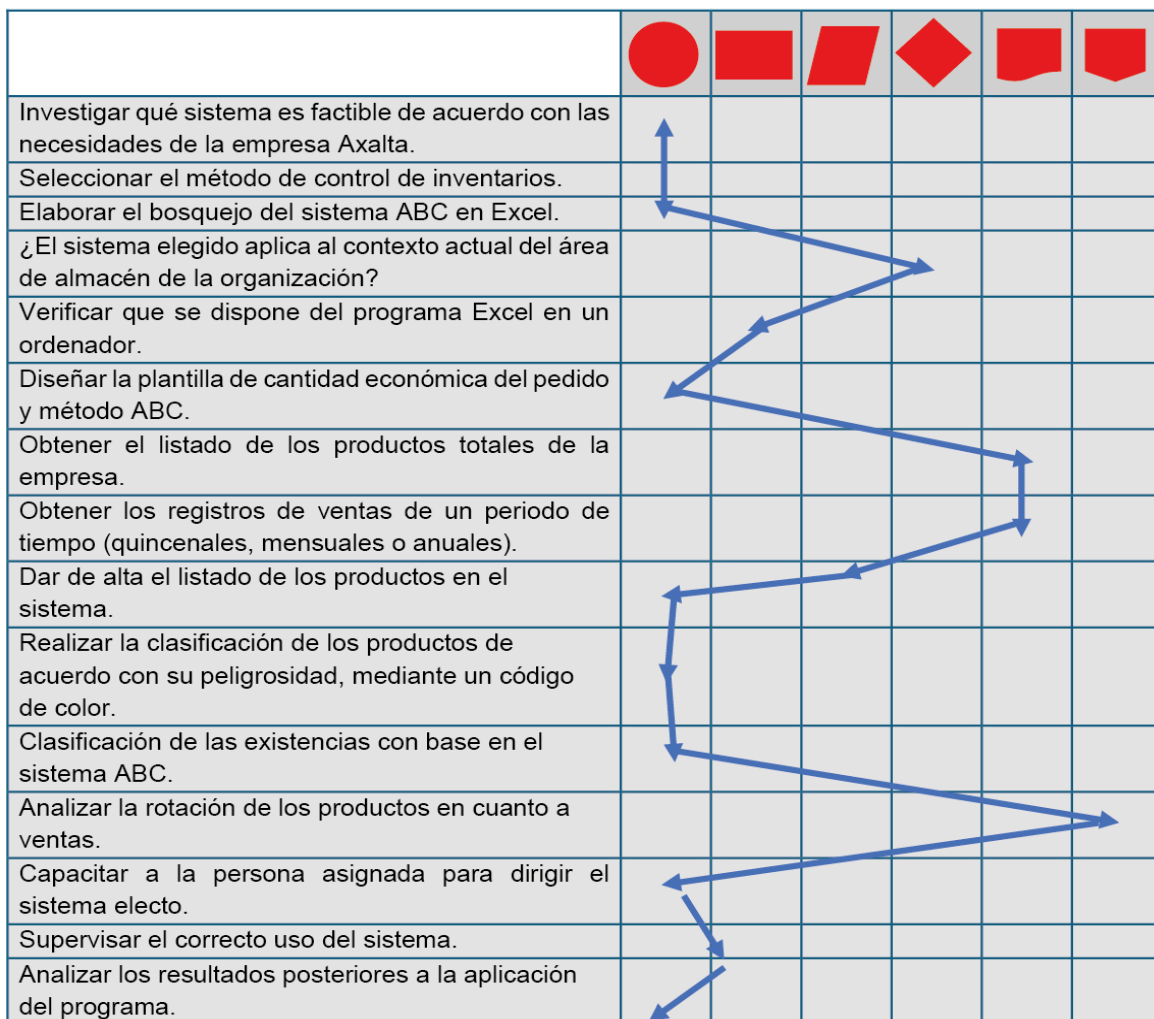 Investigar qué sistema es factible de acuerdo con las
necesidades de la empresa Axalta.
Seleccionar el método de control de inventarios.
Elaborar el bosquejo del sistema ABC en Excel.
¿El sistema elegido aplica al contexto actual del área
de almacén de la organización?
Verificar que se dispone del programa Excel en un
ordenador.
Diseñar la plantilla de cantidad económica del pedido
y método ABC.
Obtener el listado de los productos totales de la
empresa.
Obtener los registros de ventas de un periodo de
tiempo (quincenales, mensuales o anuales).
Dar de alta el listado de los productos en el
sistema.
Realizar la clasificación de los productos de
acuerdo con su peligrosidad, mediante un código
de color.
Clasificación de las existencias con base en el
sistema ABC.
Analizar la rotación de los productos en cuanto a
ventas.
Capacitar a la persona asignada para dirigir el
sistema electo.
Supervisar el correcto uso del sistema.
Analizar los resultados posteriores a la aplicación
del programa.